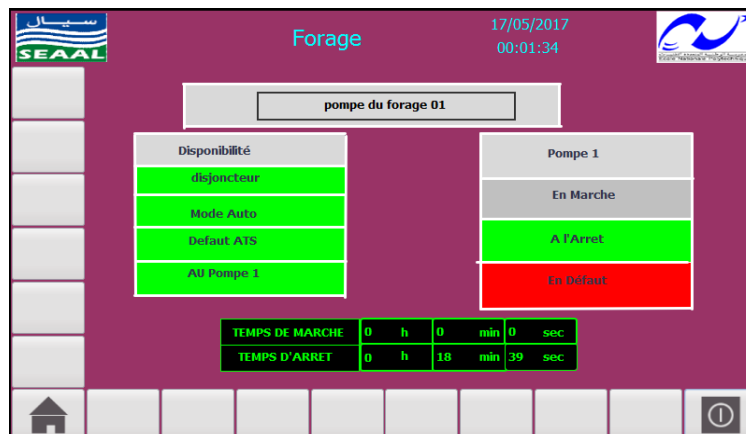 سيال
SEAAL
Forage
17/05/2017
00:01:34
pompe du forage 01
Disponibilité
disjoncteur
Mode Auto
Defaut ATS
AU Pompe 1
Pompe 1
En Marche
A l'Arret
En Défaut
TEMPS DE MARCHE 0 h 0 min 0 sec
TEMPS D'ARRET 0 h 18 min 39 sec